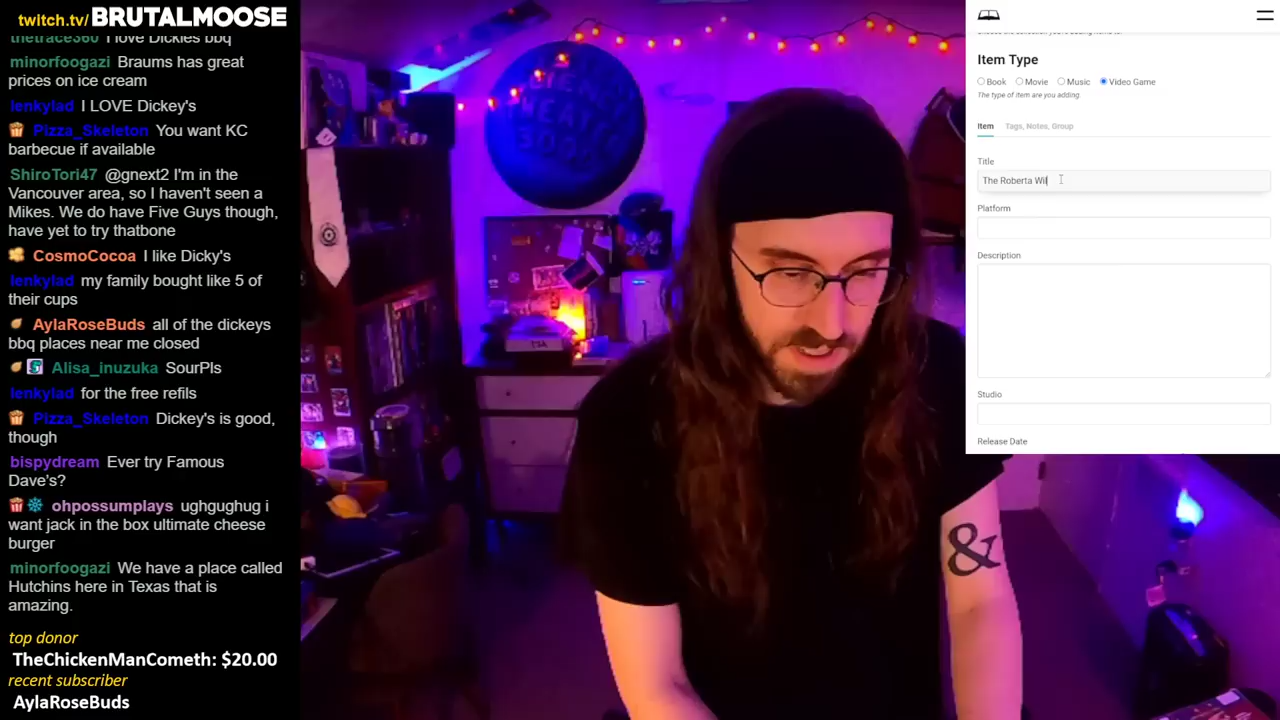 twitch.tv/BRUTALMOOSE
thetrace360 I love Dickies bbq
minorfoogazi Braums has great
prices on ice cream
lenkylad I LOVE Dickey's
Pizza_Skeleton You want KC
barbecue if available
ShiroTori47 @gnext2 I'm in the
Vancouver area, so I haven't seen a
Mikes. We do have Five Guys though,
have yet to try thatbone
CosmoCocoa I like Dicky's
lenkylad my family bought like 5 of
their cups
AylaRoseBuds all of the dickeys
bbq places near me closed
Alisa_inuzuka SourPls
lenkylad for the free refils
Pizza_Skeleton Dickey's is good,
though
bispydream Ever try Famous
Dave's?
ohpossumplays ughgughug i
want jack in the box ultimate cheese
burger
minorfoogazi We have a place called
Hutchins here in Texas that is
amazing.
top donor
TheChickenManCometh: $20.00
recent subscriber
AylaRoseBuds
&
Item Type
Book Movie Music Video Game
The type of item are you adding.
Item Tags, Notes, Group
Title
The Roberta Wil
Platform
Description
Studio
Release Date